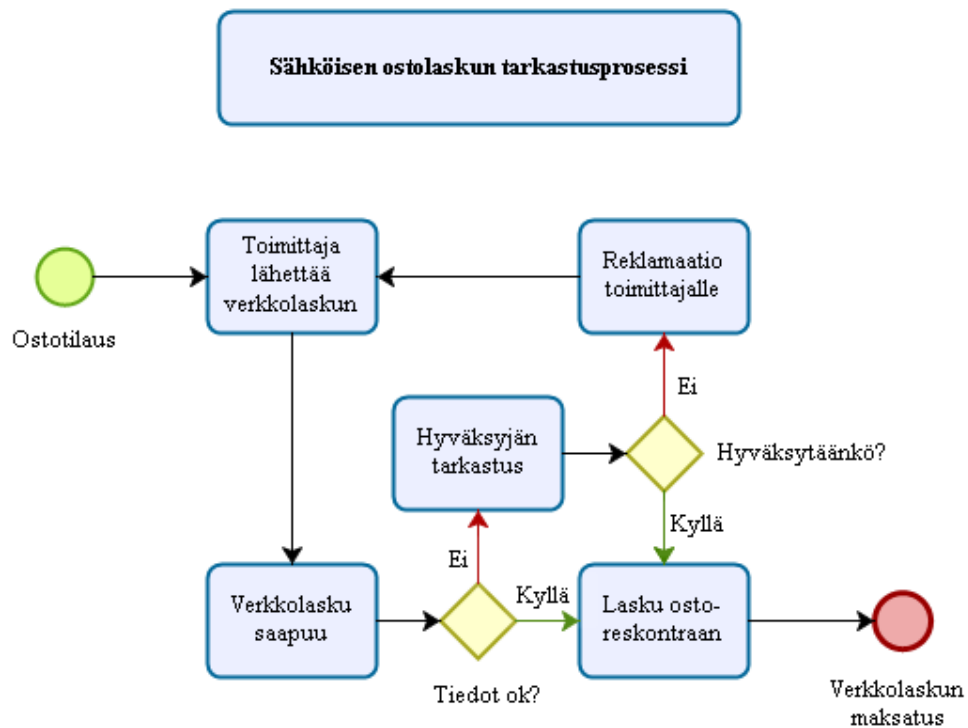 Sähköisen ostolaskun tarkastusprosessi
Toimittaja
lähettää
verkkolaskun
Reklamaatio
toimittajalle
Ostotilaus
Ei
Hyväksyjän
tarkastus
Hyväksytäänkö?
Kyllä
Ei
Verkkolasku
saapuu
Kyllä
Lasku osto-
reskontraan
Tiedot ok?
Verkkolaskun
maksatus